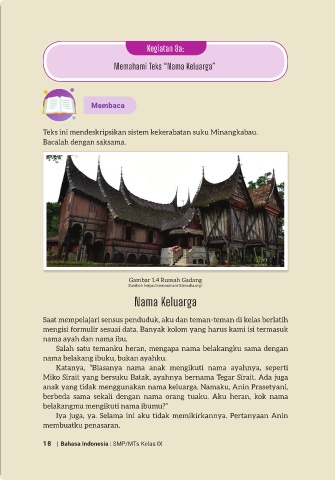 Kegiatan 8a:
Memahami Teks "Nama Keluarga"
Membaca
Teks ini mendeskripsikan sistem kekerabatan suku Minangkabau.
Bacalah dengan saksama.
Gambar 1.4 Rumah Gadang
Nama Keluarga
Saat mempelajari sensus penduduk, aku dan teman-teman di kelas berlatih
mengisi formulir sesuai data. Banyak kolom yang harus kami isi termasuk
nama ayah dan nama ibu.
Salah satu temanku heran, mengapa nama belakangku sama dengan
nama belakang ibuku, bukan ayahku.
Katanya, "Biasanya nama anak mengikuti nama ayahnya, seperti
Miko Sirait yang bersuku Batak, ayahnya bernama Tegar Sirait. Ada juga
anak yang tidak menggunakan nama keluarga. Namaku, Anin Prasetyani,
berbeda sama sekali dengan nama orang tuaku. Aku heran, kok nama
belakangmu mengikuti nama ibumu?"
Iya juga, ya. Selama ini aku tidak memikirkannya. Pertanyaan Anin
membuatku penasaran.
18 | Bahasa Indonesia | SMP/MTs Kelas IX